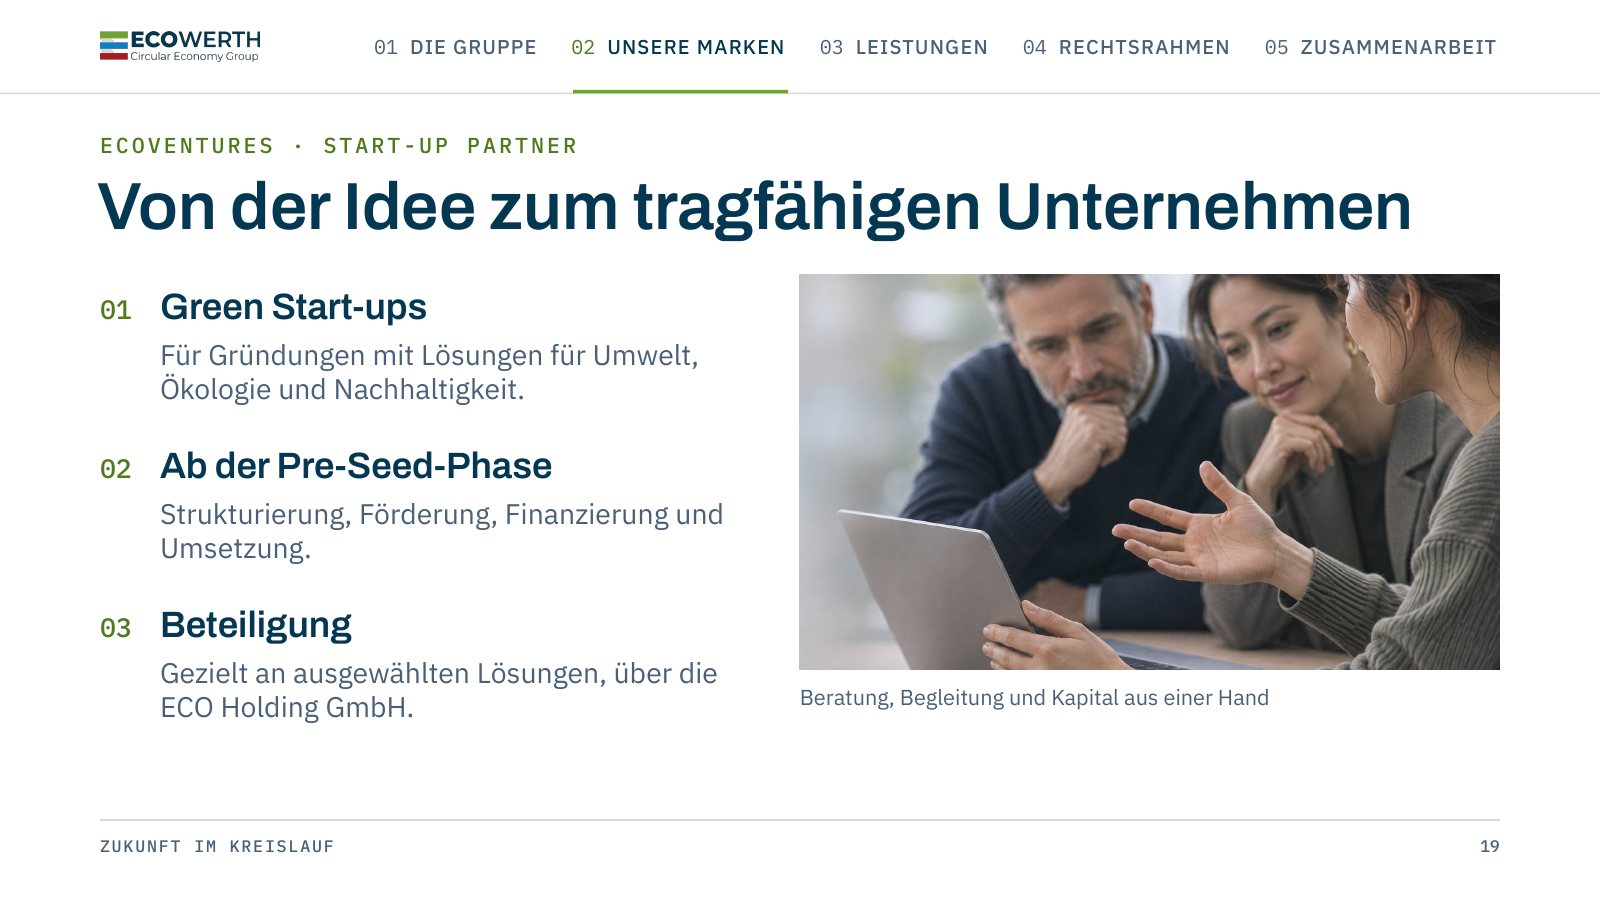 ECOWERTH
Circular Economy Group
01 DIE GRUPPE
02 UNSERE MARKEN
03 LEISTUNGEN
04 RECHTSRAHMEN
05 ZUSAMMENARBEIT
ECOVENTURES · START-UP PARTNER
Von der Idee zum tragfähigen Unternehmen
01 Green Start-ups
Für Gründungen mit Lösungen für Umwelt,
Ökologie und Nachhaltigkeit.
02 Ab der Pre-Seed-Phase
Strukturierung, Förderung, Finanzierung und
Umsetzung.
03 Beteiligung
Gezielt an ausgewählten Lösungen, über die
ECO Holding GmbH.
Beratung, Begleitung und Kapital aus einer Hand
ZUKUNFT IM KREISLAUF
19